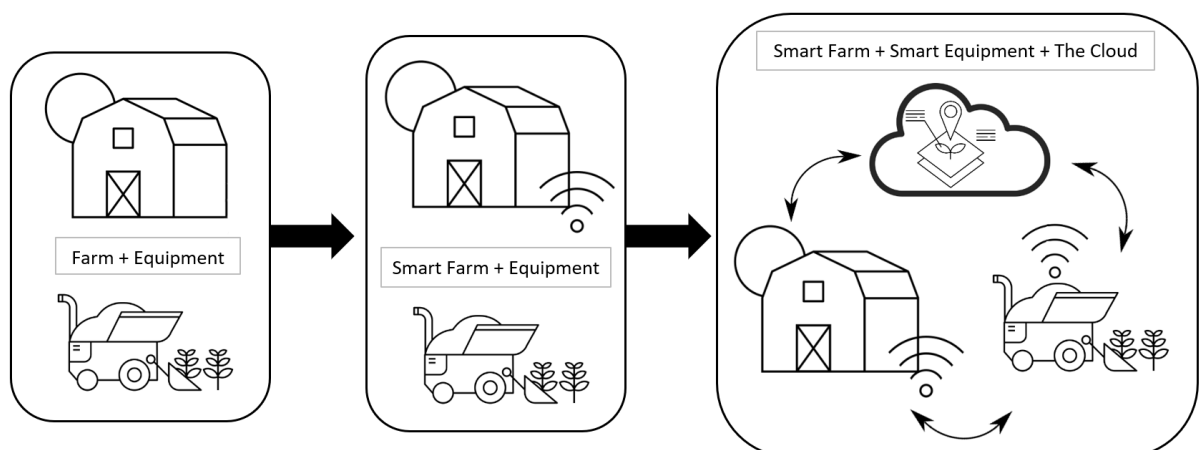 Farm + Equipment
Smart Farm + Equipment
Smart Farm + Smart Equipment + The Cloud